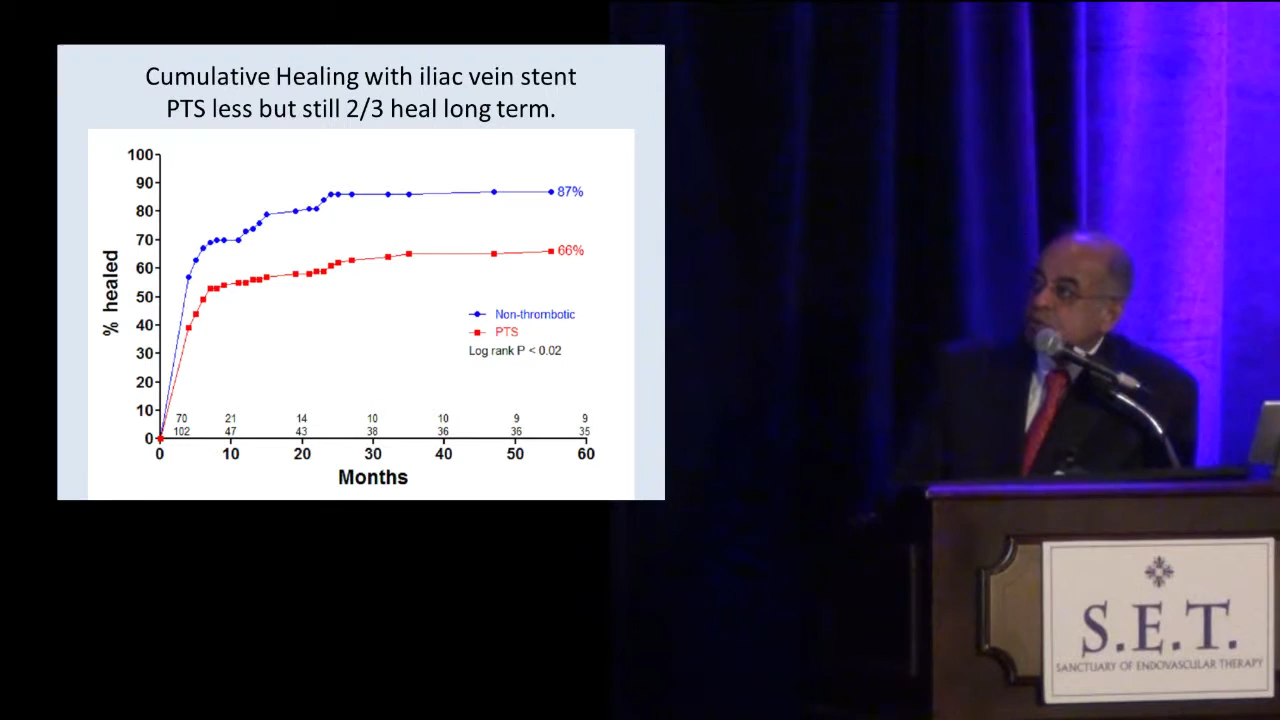 Cumulative Healing with iliac vein stent
PTS less but still 2/3 heal long term.
100
90
80
70
60
50
40
30
20
10
0
% healed
87%
66%
Non-thrombotic
PTS
Log rank P < 0.02
70 21 14 10 10 9 9
102 47 43 38 36 36 35
0 10 20 30 40 50 60
Months
S.E.T.
SANCTUARY OF ENDOVASCULAR THERAPY